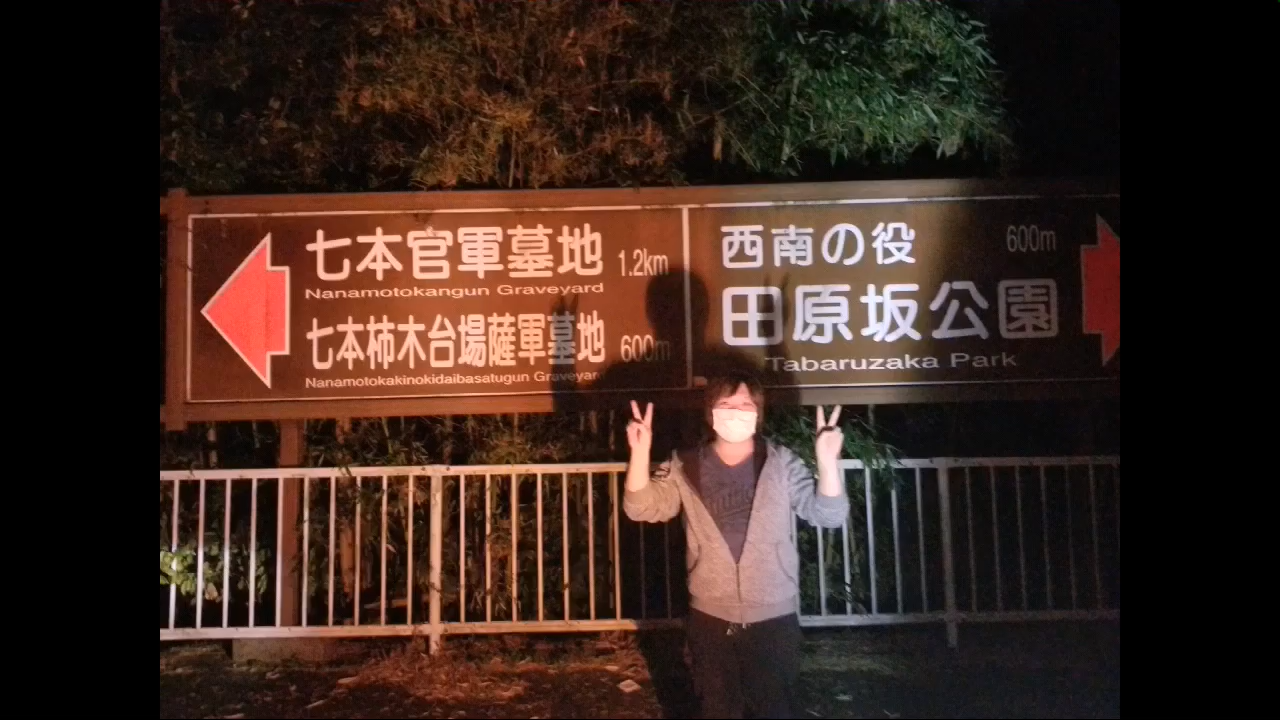 七本官軍墓地 1.2km
Nanamotokangun Graveyard
七本柿木台場薩軍墓地 600m
Nanamotokakinokidaibasatugun Graveyard
西南の役 600m
田原坂公園
Tabaruzaka Park